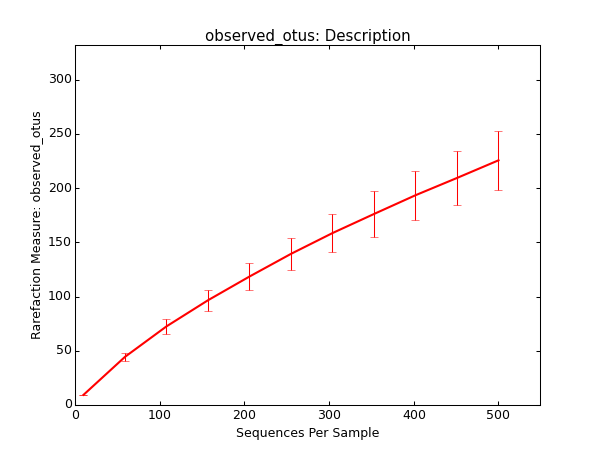 observed_otus: Description
Rarefaction Measure: observed_otus
300
250
200
150
100
50
0
0 100 200 300 400 500
Sequences Per Sample